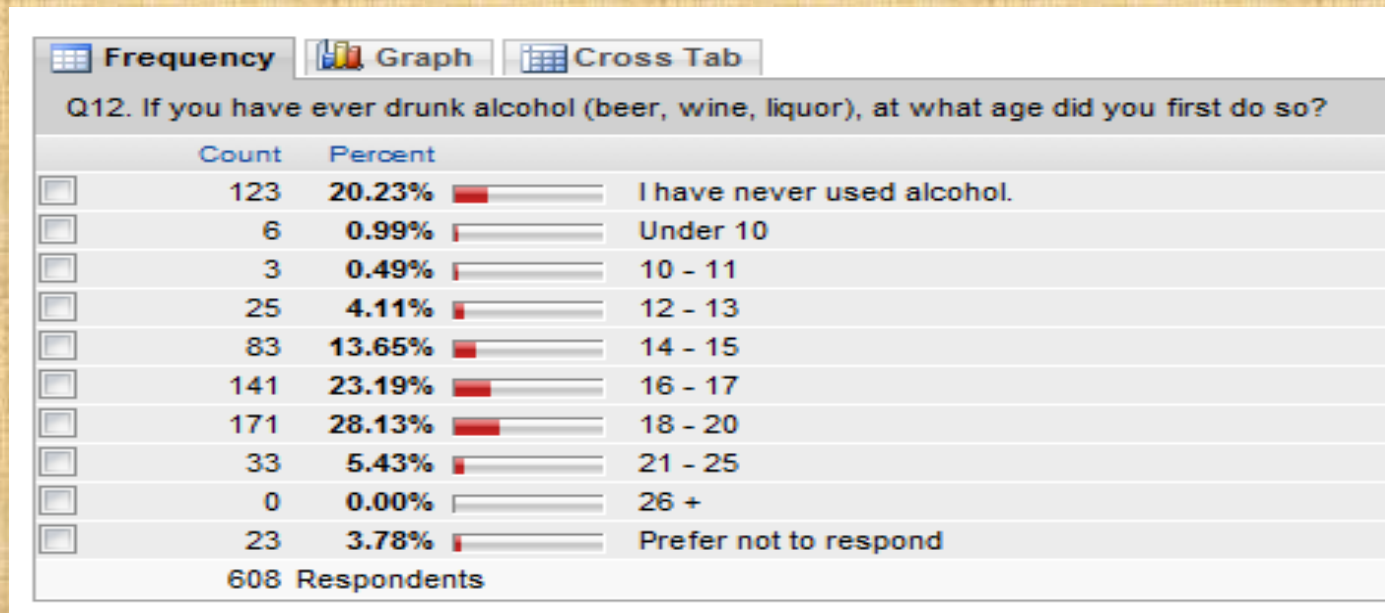 Frequency Graph Cross Tab
Q12. If you have ever drunk alcohol (beer, wine, liquor), at what age did you first do so?
Count Percent
123 20.23% I have never used alcohol.
6 0.99% Under 10
3 0.49% 10 - 11
25 4.11% 12 - 13
83 13.65% 14 - 15
141 23.19% 16 - 17
171 28.13% 18 - 20
33 5.43% 21 - 25
0 0.00% 26 +
23 3.78% Prefer not to respond
608 Respondents